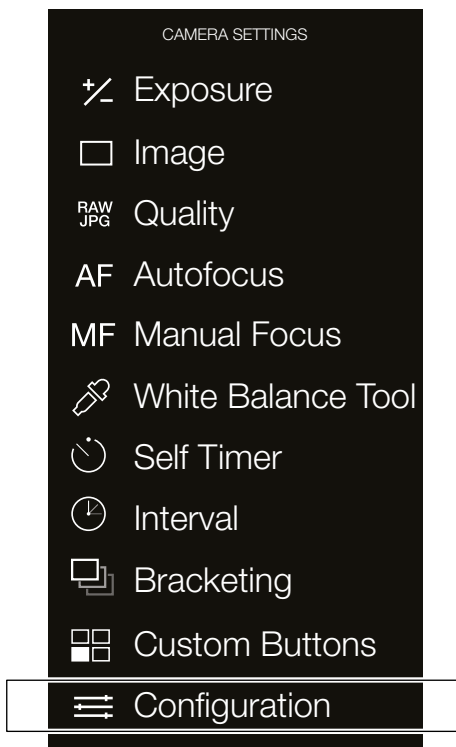 CAMERA SETTINGS
+/- Exposure
Image
RAW
JPG Quality
AF Autofocus
MF Manual Focus
White Balance Tool
Self Timer
Interval
Bracketing
Custom Buttons
Configuration